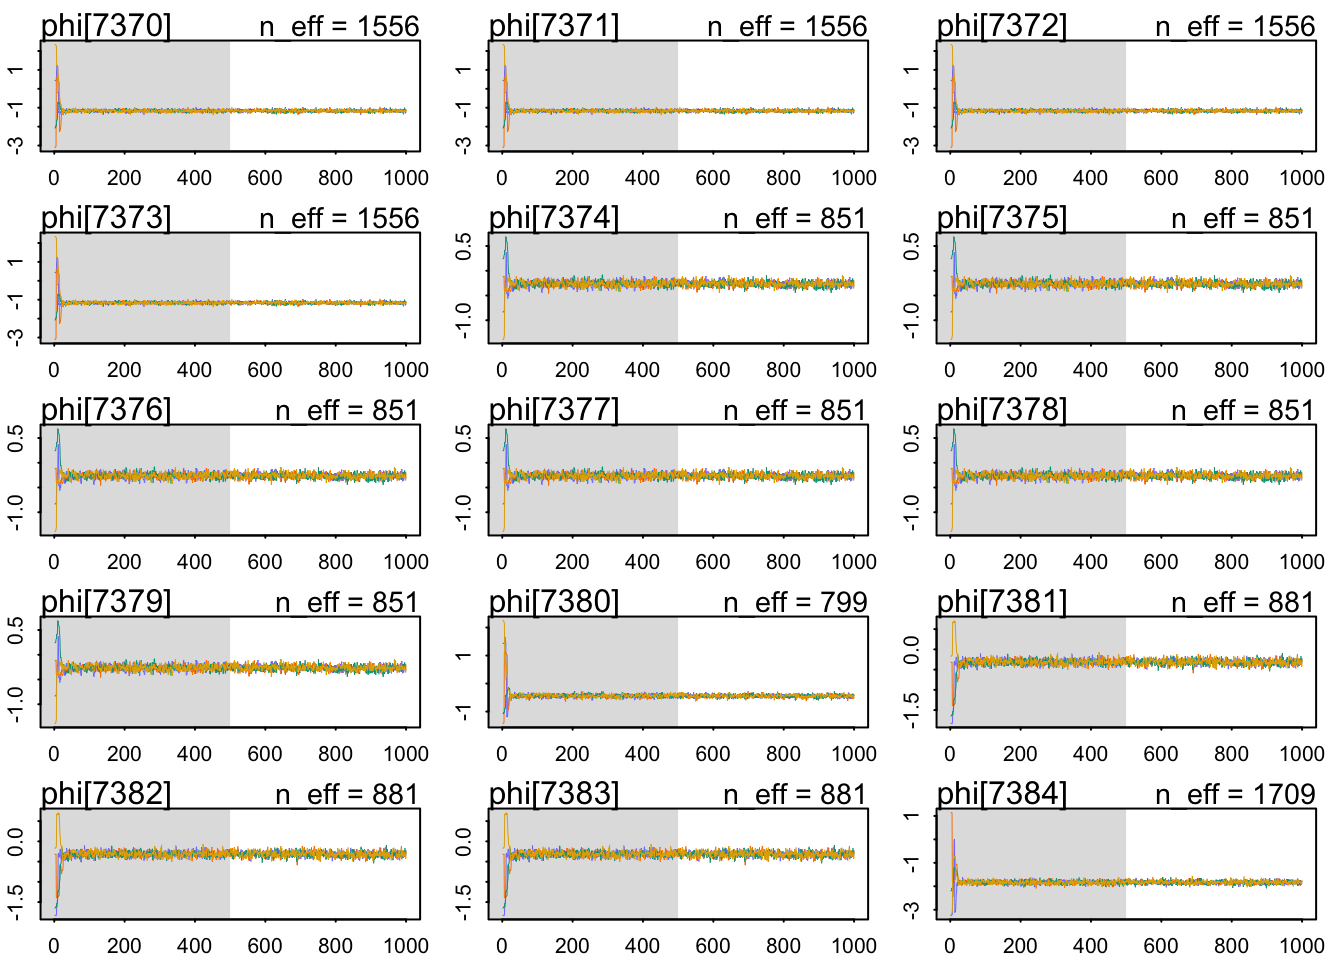 phi[7370] n_eff = 1556 phi[7371] n_eff = 1556 phi[7372] n_eff = 1556
1 1 1
-1 -1 -1
-3 -3 -3
0 200 400 600 800 1000 0 200 400 600 800 1000 0 200 400 600 800 1000
phi[7373] n_eff = 1556 phi[7374] n_eff = 851 phi[7375] n_eff = 851
1 0.5 0.5
-1 -1.0 -1.0
-3
0 200 400 600 800 1000 0 200 400 600 800 1000 0 200 400 600 800 1000
phi[7376] n_eff = 851 phi[7377] n_eff = 851 phi[7378] n_eff = 851
0.5 0.5 0.5
-1.0 -1.0 -1.0
0 200 400 600 800 1000 0 200 400 600 800 1000 0 200 400 600 800 1000
phi[7379] n_eff = 851 phi[7380] n_eff = 799 phi[7381] n_eff = 881
0.5 1 0.0
-1.0 -1 -1.5
0 200 400 600 800 1000 0 200 400 600 800 1000 0 200 400 600 800 1000
phi[7382] n_eff = 881 phi[7383] n_eff = 881 phi[7384] n_eff = 1709
0.0 0.0 1
-1.5 -1.5 -1
-3
0 200 400 600 800 1000 0 200 400 600 800 1000 0 200 400 600 800 1000